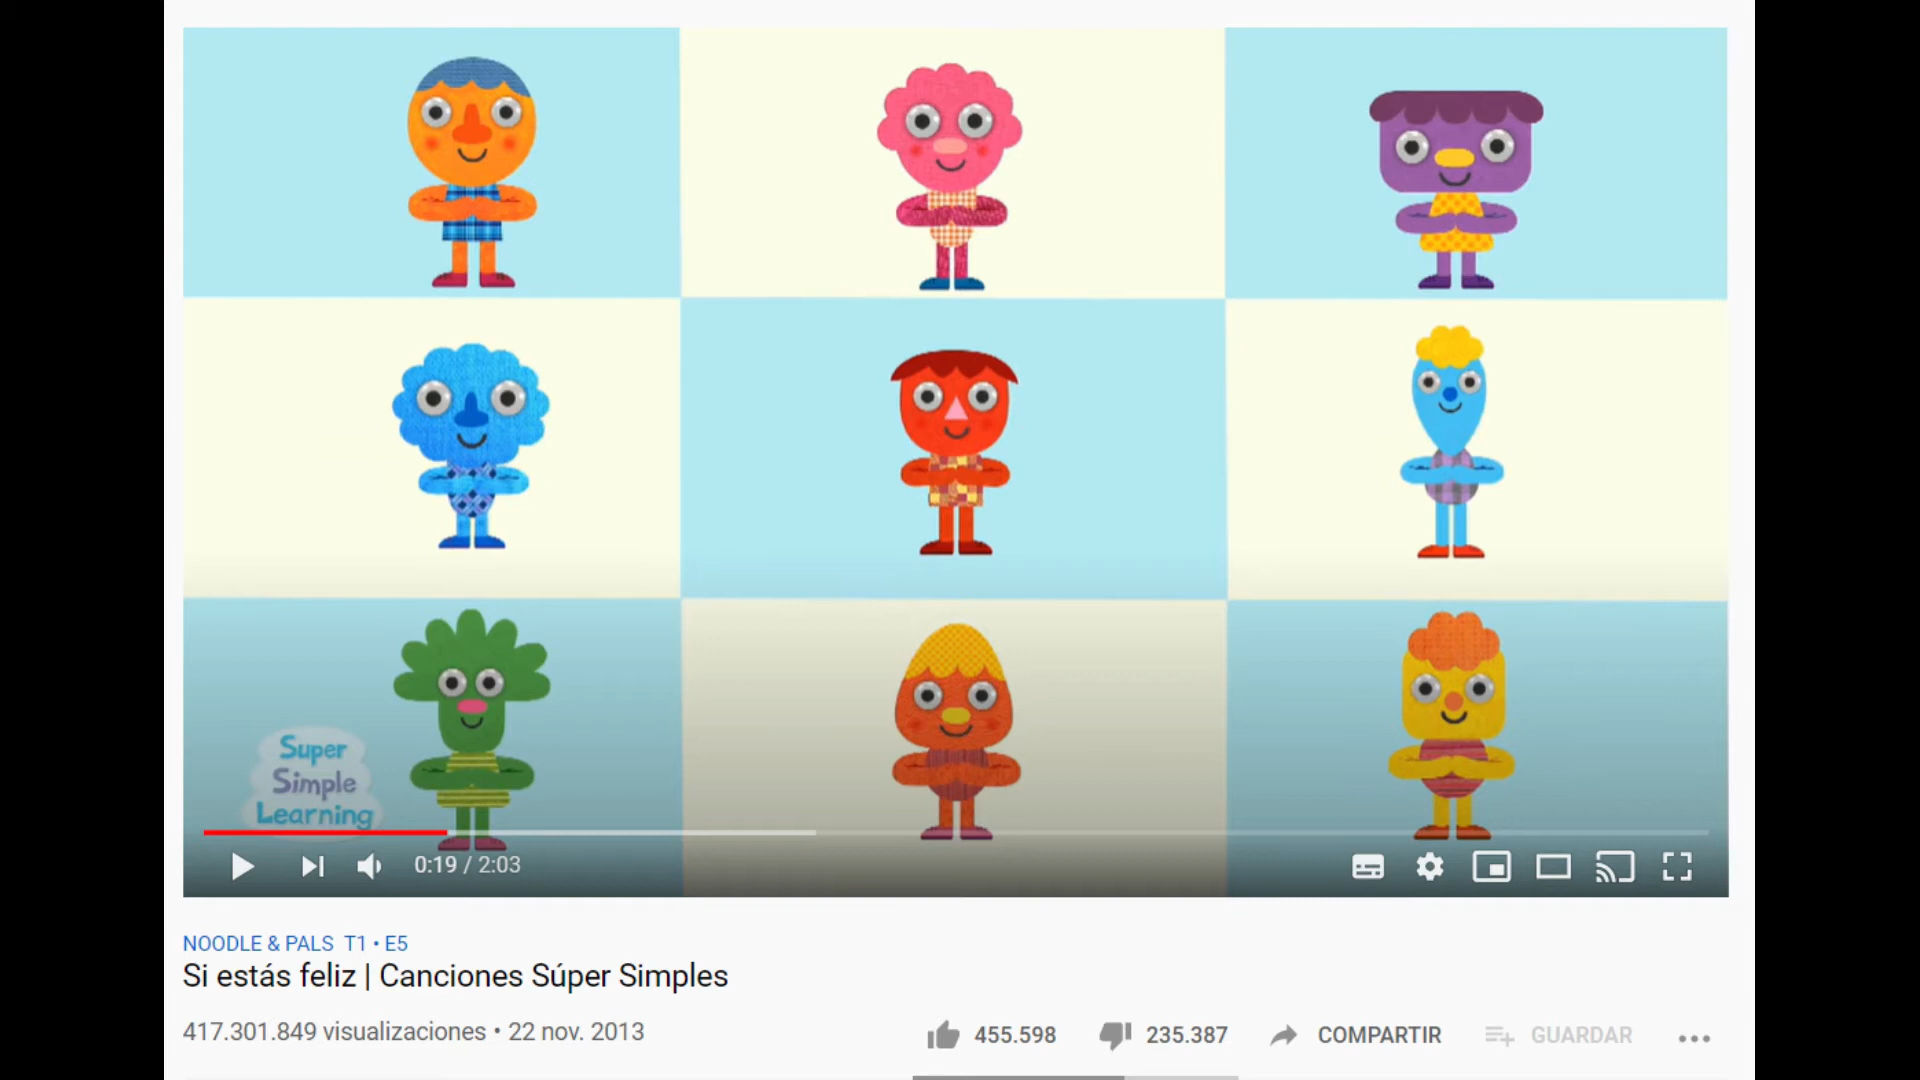 Super
Simple
Learning
0:19 / 2:03
NOODLE & PALS T1 • E5
Si estás feliz | Canciones Súper Simples
417.301.849 visualizaciones • 22 nov. 2013
455.598 235.387 COMPARTIR GUARDAR